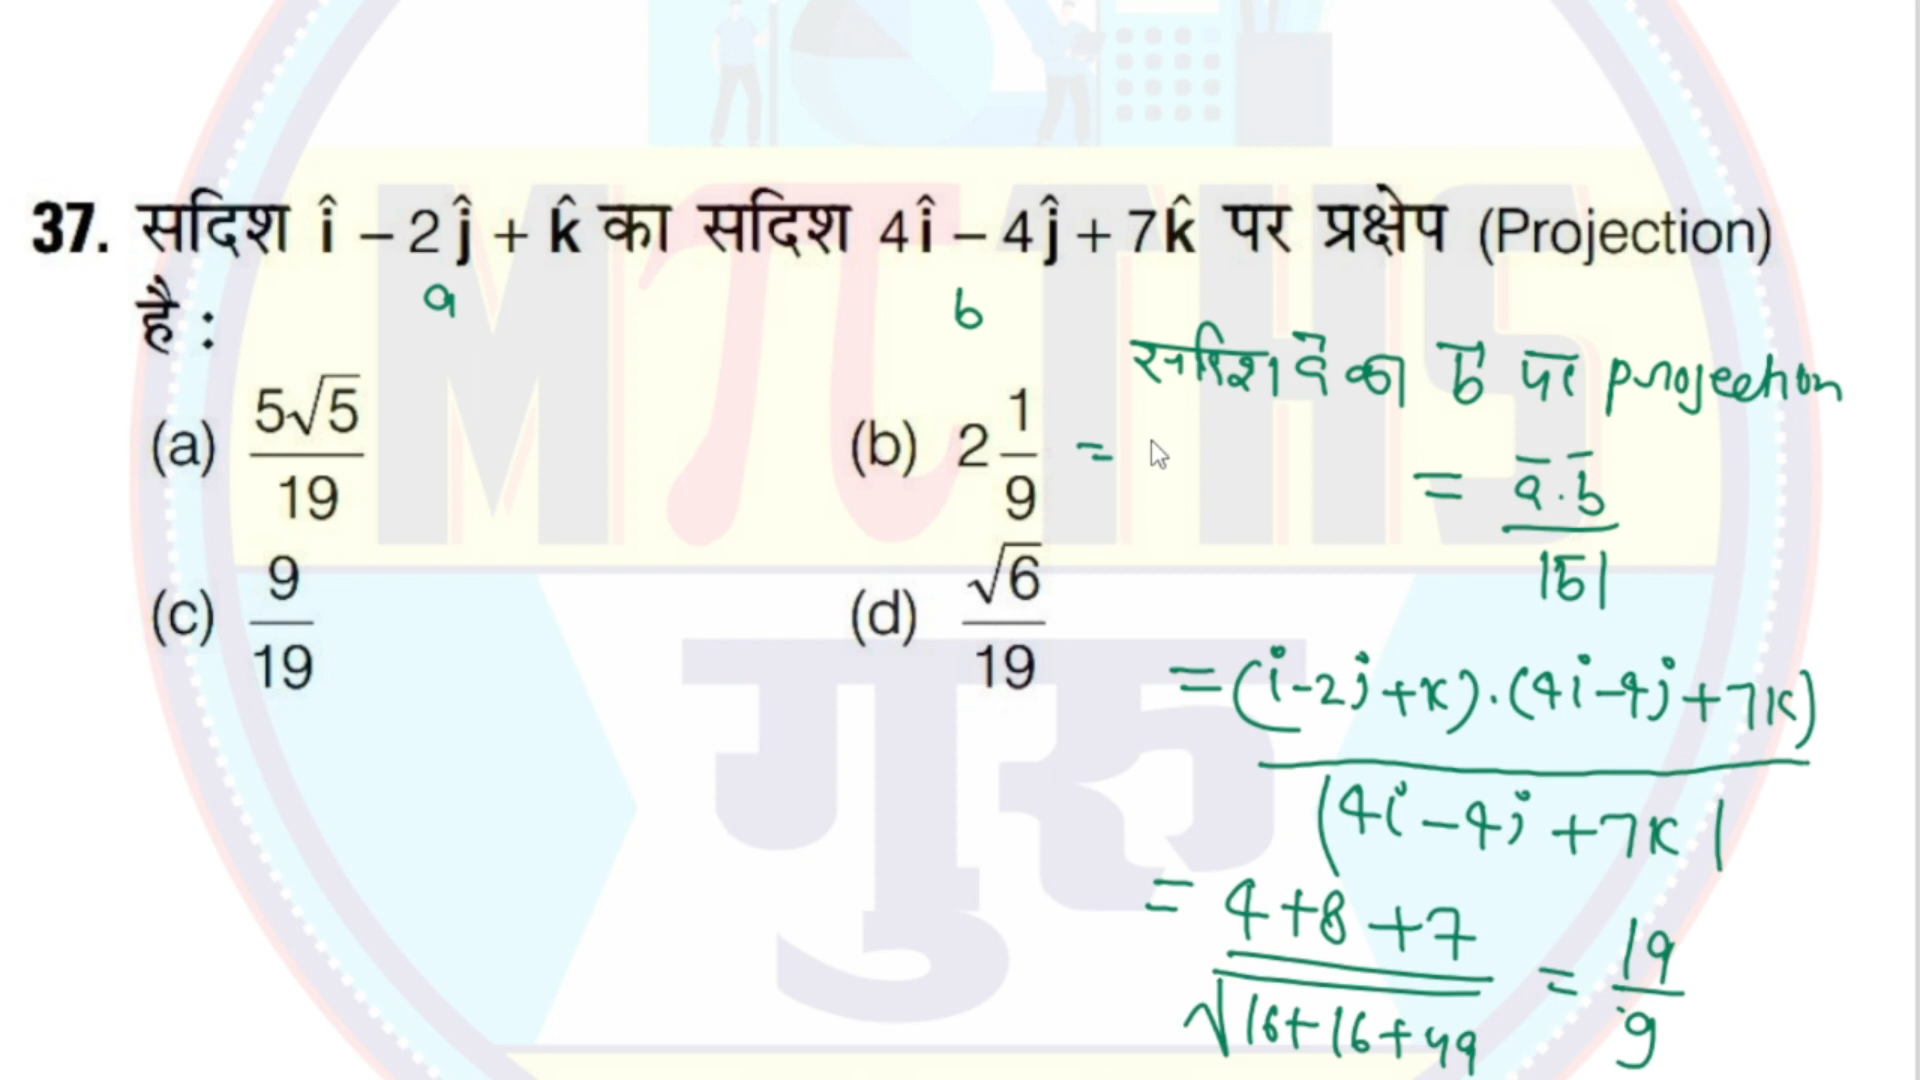 37. सदिश î – 2ĵ + k̂ का सदिश 4î – 4ĵ + 7k̂ पर प्रक्षेप (Projection)
है :
a
b
सदिश a⃗ का b⃗ पर projection
(a) 5√5/19
(b) 2 1/9 =
= a̅.b̅/|b̅|
(c) 9/19
(d) √6/19
= (i-2j+k).(4i-4j+7k)/|4i-4j+7k|
= 4+8+7/√16+16+49 = 19/9
MπTHS
गुरु